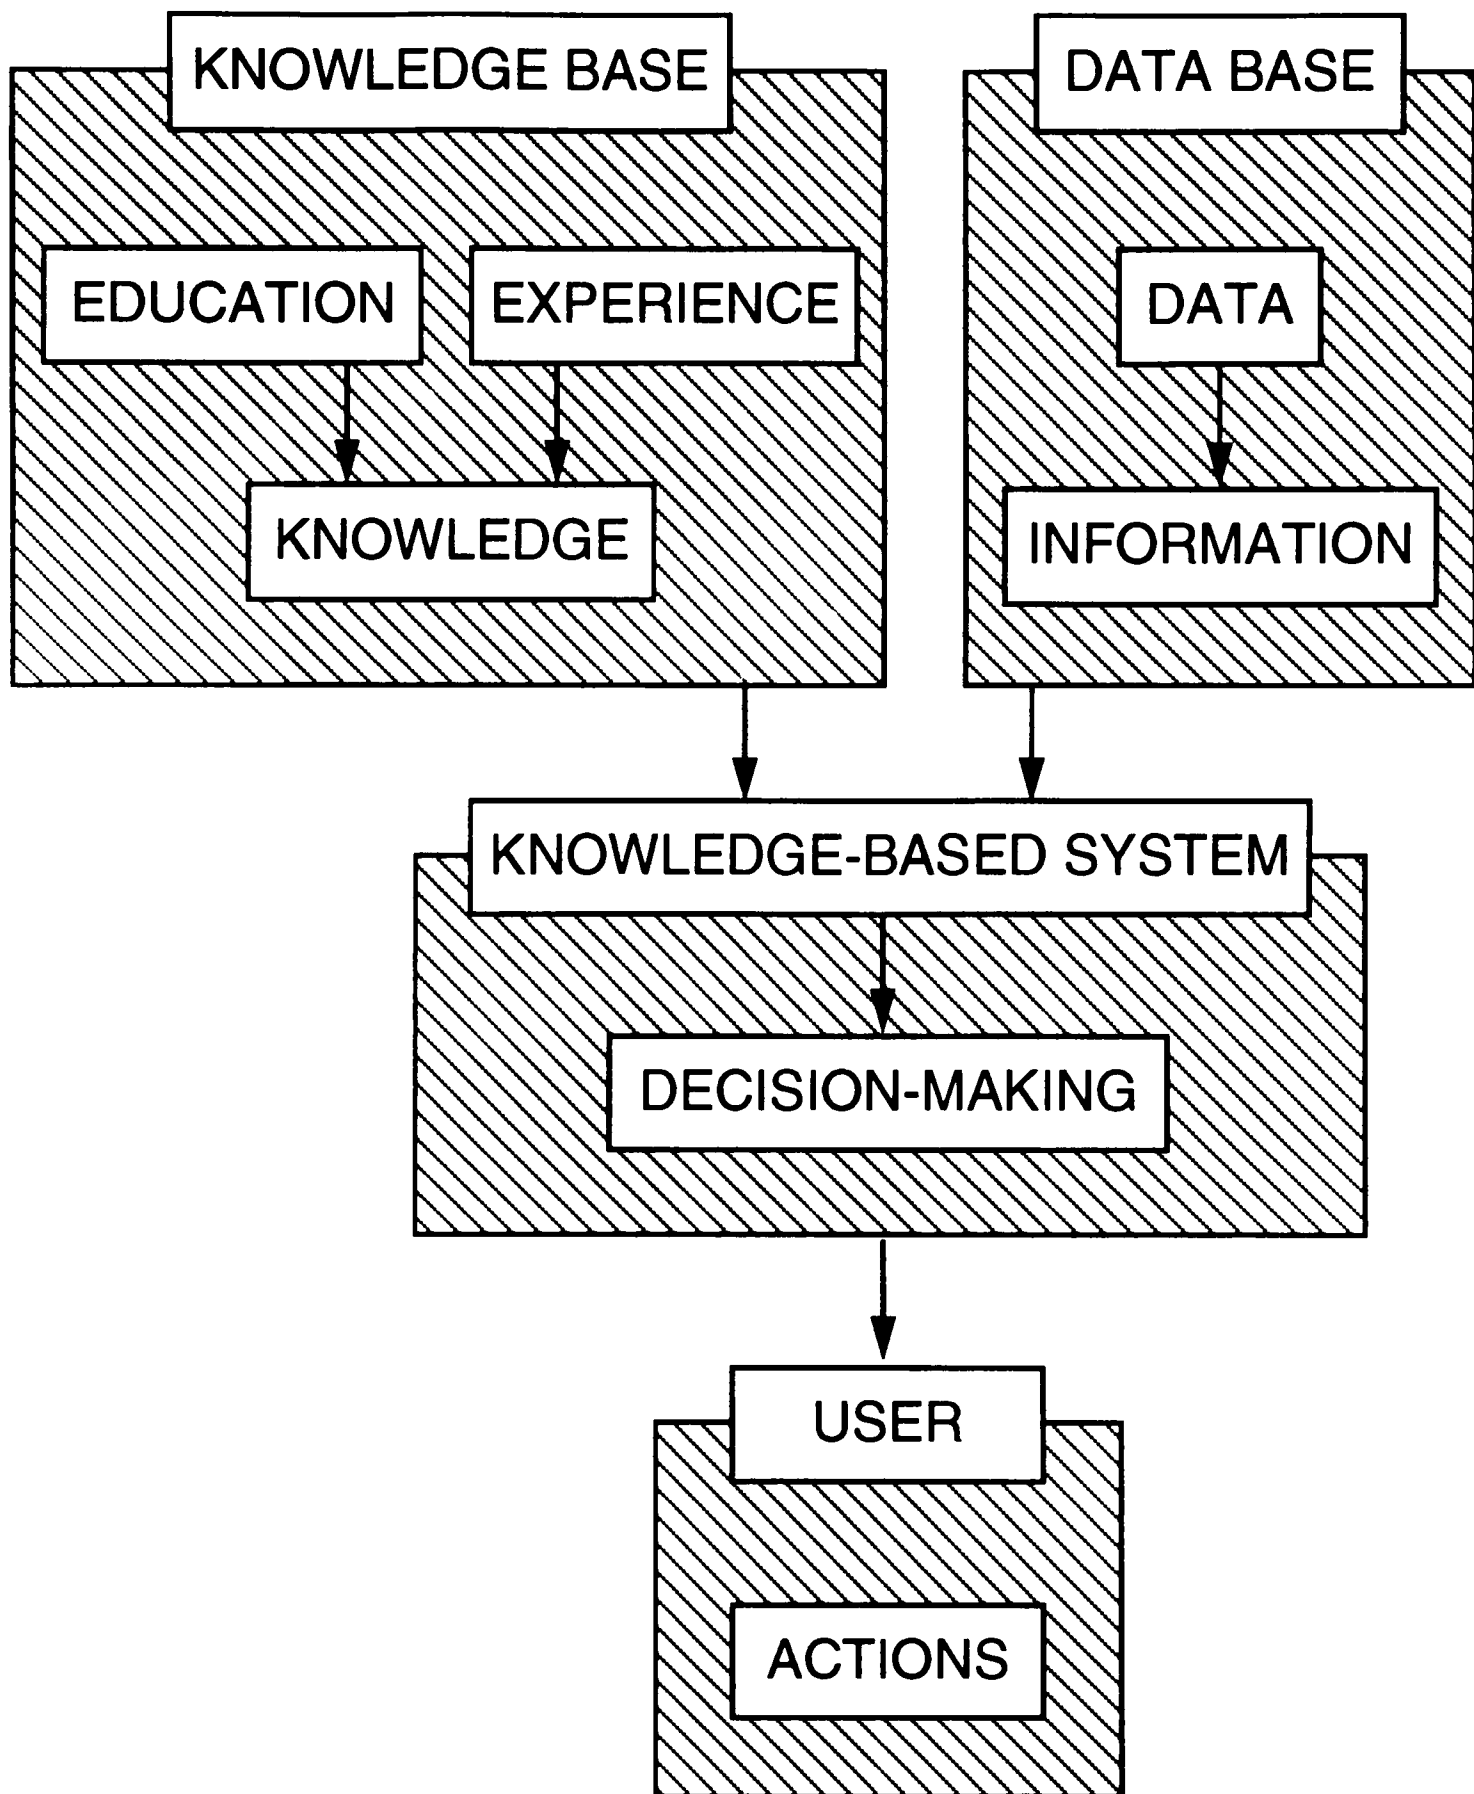 KNOWLEDGE BASE
DATA BASE
EDUCATION
EXPERIENCE
DATA
KNOWLEDGE
INFORMATION
KNOWLEDGE-BASED SYSTEM
DECISION-MAKING
USER
ACTIONS